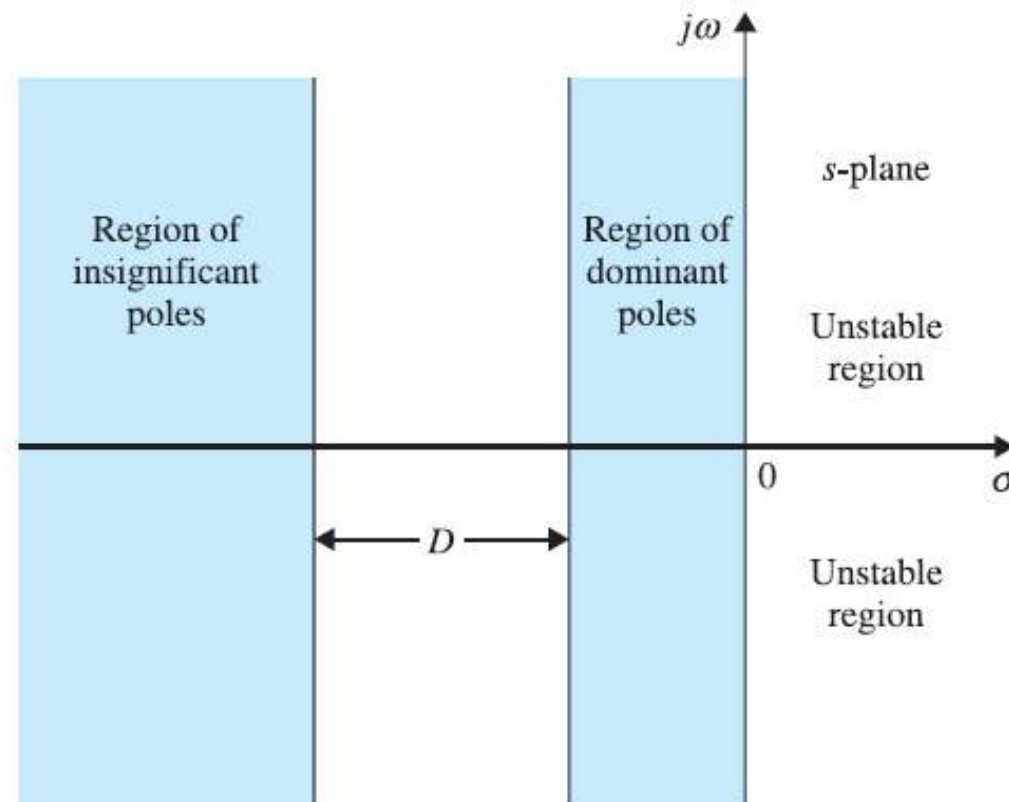 jω
s-plane
Region of
insignificant
poles
Region of
dominant
poles
Unstable
region
0
σ
D
Unstable
region